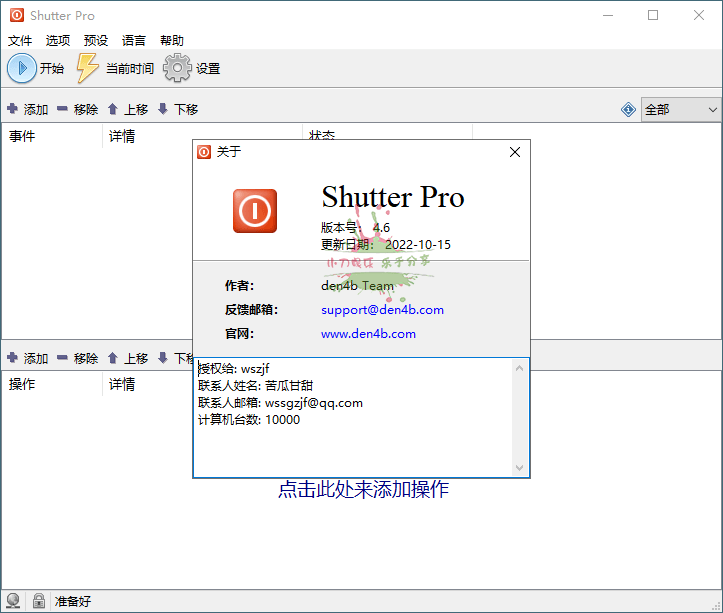 Shutter Pro
文件 选项 预设 语言 帮助
开始 当前时间 设置
添加 移除 上移 下移 全部
事件 详情 状态
关于
Shutter Pro
版本号: 4.6
更新日期: 2022-10-15
小刀娱乐 乐于分享
作者: den4b Team
反馈邮箱: support@den4b.com
官网: www.den4b.com
添加 移除 上移 下移
操作 详情
授权给: wszjf
联系人姓名: 苦瓜甘甜
联系人邮箱: wssgzjf@qq.com
计算机台数: 10000
点击此处来添加操作
准备好